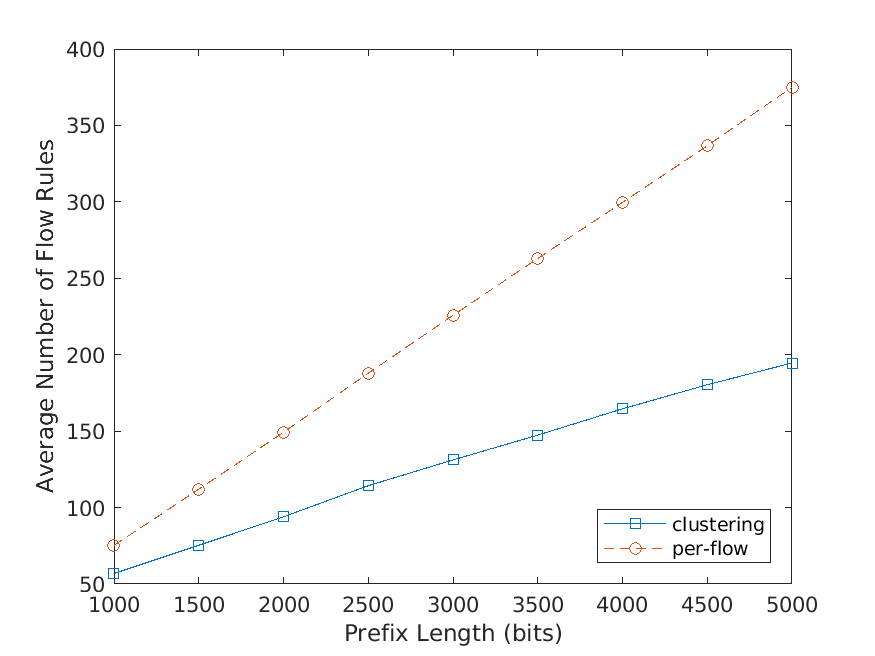 400
350
300
250
200
150
100
50
Average Number of Flow Rules
clustering
per-flow
1000 1500 2000 2500 3000 3500 4000 4500 5000
Prefix Length (bits)